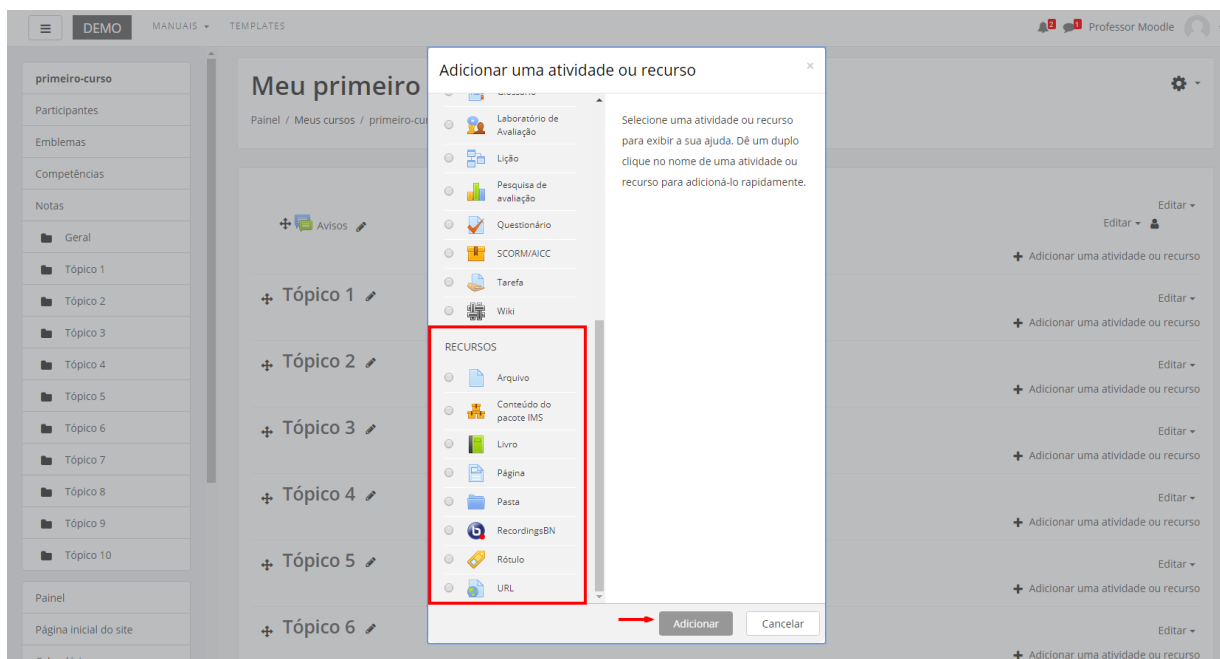 DEMO MANUAIS TEMPLATES 2 1 Professor Moodle
primeiro-curso
Participantes
Emblemas
Competências
Notas
Geral
Tópico 1
Tópico 2
Tópico 3
Tópico 4
Tópico 5
Tópico 6
Tópico 7
Tópico 8
Tópico 9
Tópico 10
Painel
Página inicial do site
Meu primeiro
Painel / Meus cursos / primeiro-cur
Avisos
Editar
Editar
Adicionar uma atividade ou recurso
Tópico 1
Editar
Adicionar uma atividade ou recurso
Tópico 2
Editar
Adicionar uma atividade ou recurso
Tópico 3
Editar
Adicionar uma atividade ou recurso
Tópico 4
Editar
Adicionar uma atividade ou recurso
Tópico 5
Editar
Adicionar uma atividade ou recurso
Tópico 6
Editar
Adicionar uma atividade ou recurso
Adicionar uma atividade ou recurso ×
Laboratório de
Avaliação
Lição
Pesquisa de
avaliação
Questionário
SCORM/AICC
Tarefa
Wiki
RECURSOS
Arquivo
Conteúdo do
pacote IMS
Livro
Página
Pasta
RecordingsBN
Rótulo
URL
Selecione uma atividade ou recurso
para exibir a sua ajuda. Dê um duplo
clique no nome de uma atividade ou
recurso para adicioná-lo rapidamente.
Adicionar Cancelar